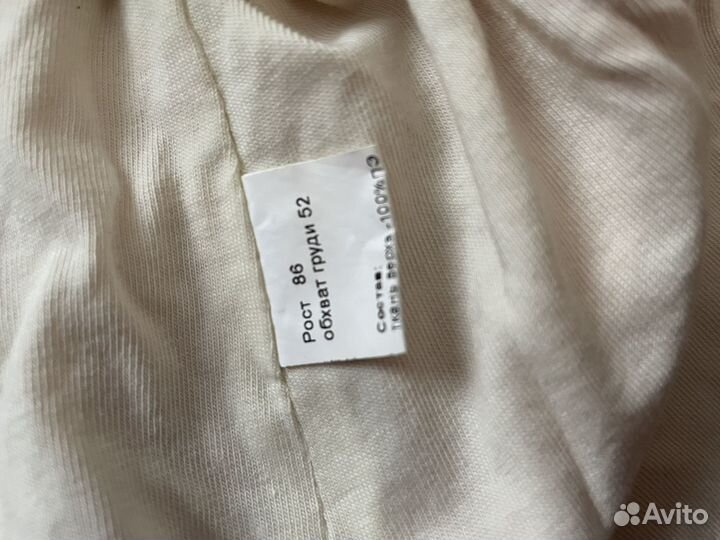 Рост 86
обхват груди 52
Состав:
Ткань верха -100%ПЭ
Avito